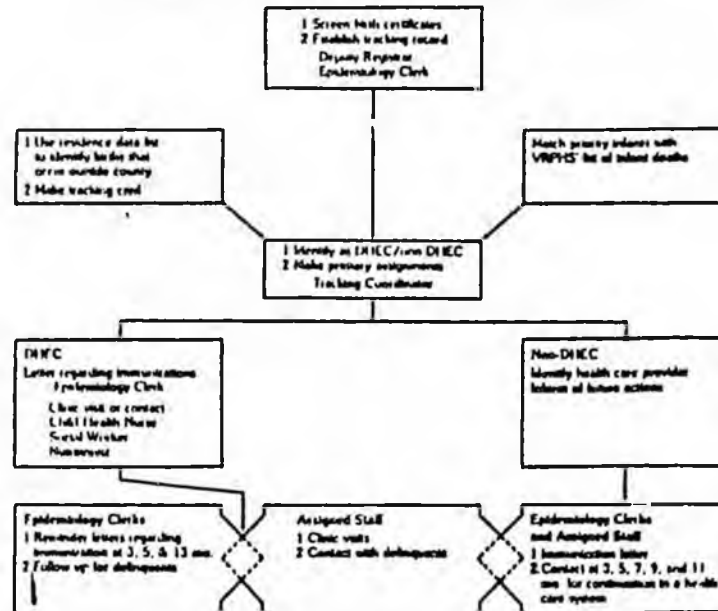 1 Screen birth certificates
2 Establish tracking record
Deputy Registrar
Epidemiology Clerk
1 Use residence data list
to identify births that
occur outside county
2 Make tracking card
Match priority infants with
VRPHS' list of infant deaths
1 Identify as DHEC/non DHEC
2 Make primary assignments
Tracking Coordinator
DHEC
Letter regarding immunizations
Epidemiology Clerk
Clinic visit or contact
Child Health Nurse
Social Worker
Nutritionist
Non-DHEC
Identify health care provider
Inform of future actions
Epidemiology Clerks
1 Reminder letters regarding
immunization at 3, 5, & 13 mo.
2 Follow up for delinquents
Assigned Staff
1 Clinic visits
2 Contact with delinquents
Epidemiology Clerks
and Assigned Staff
1 Immunization letter
2. Contact at 3, 5, 7, 9, and 11
mo for continuation in a health
care system